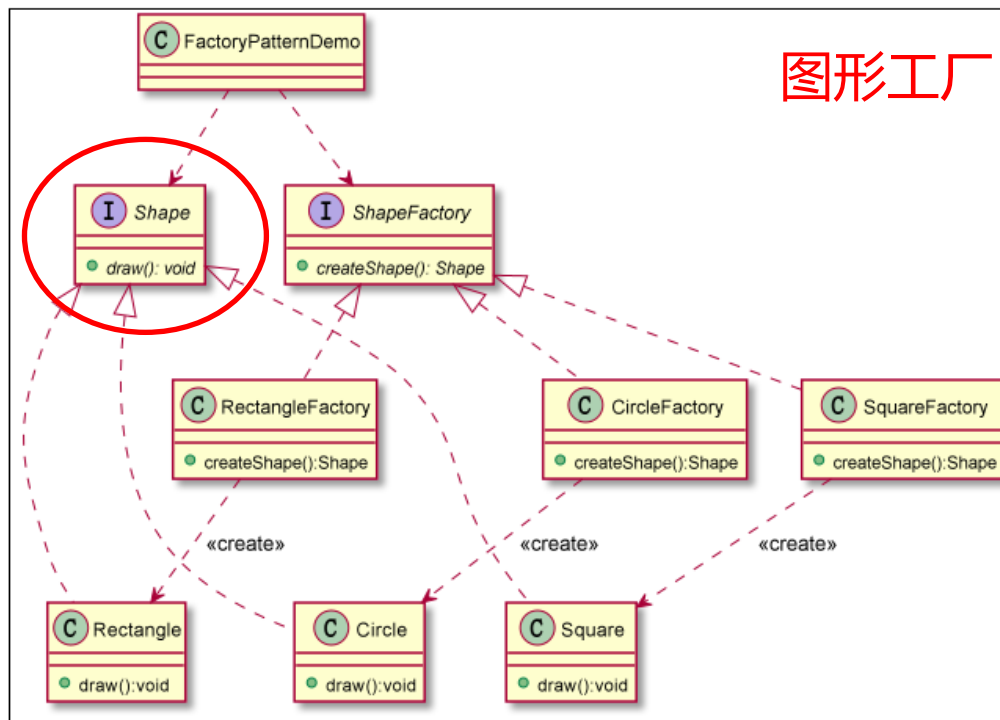 C FactoryPatternDemo
图形工厂
I Shape
draw(): void
I ShapeFactory
createShape(): Shape
C RectangleFactory
createShape():Shape
C CircleFactory
createShape():Shape
C SquareFactory
createShape():Shape
«create»
«create»
«create»
C Rectangle
draw():void
C Circle
draw():void
C Square
draw():void